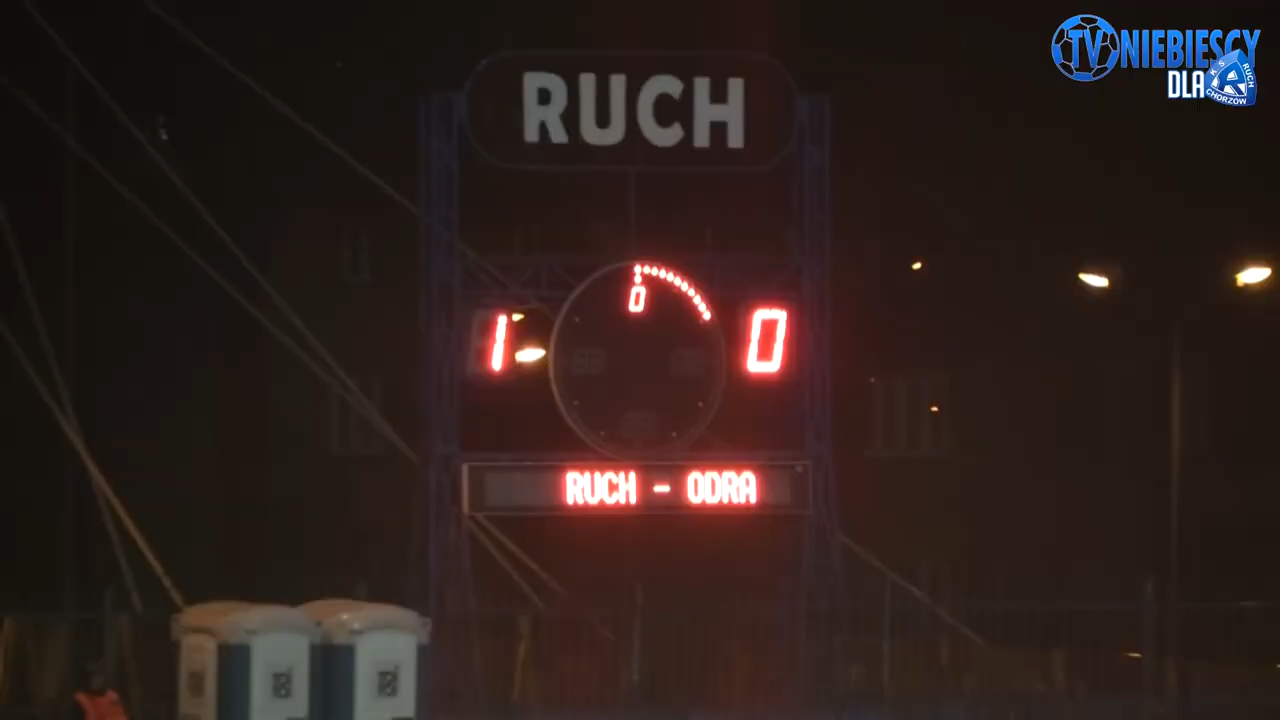 TV NIEBIESCY
DLA
K S RUCH CHORZÓW
RUCH
0
1 0
RUCH - ODRA